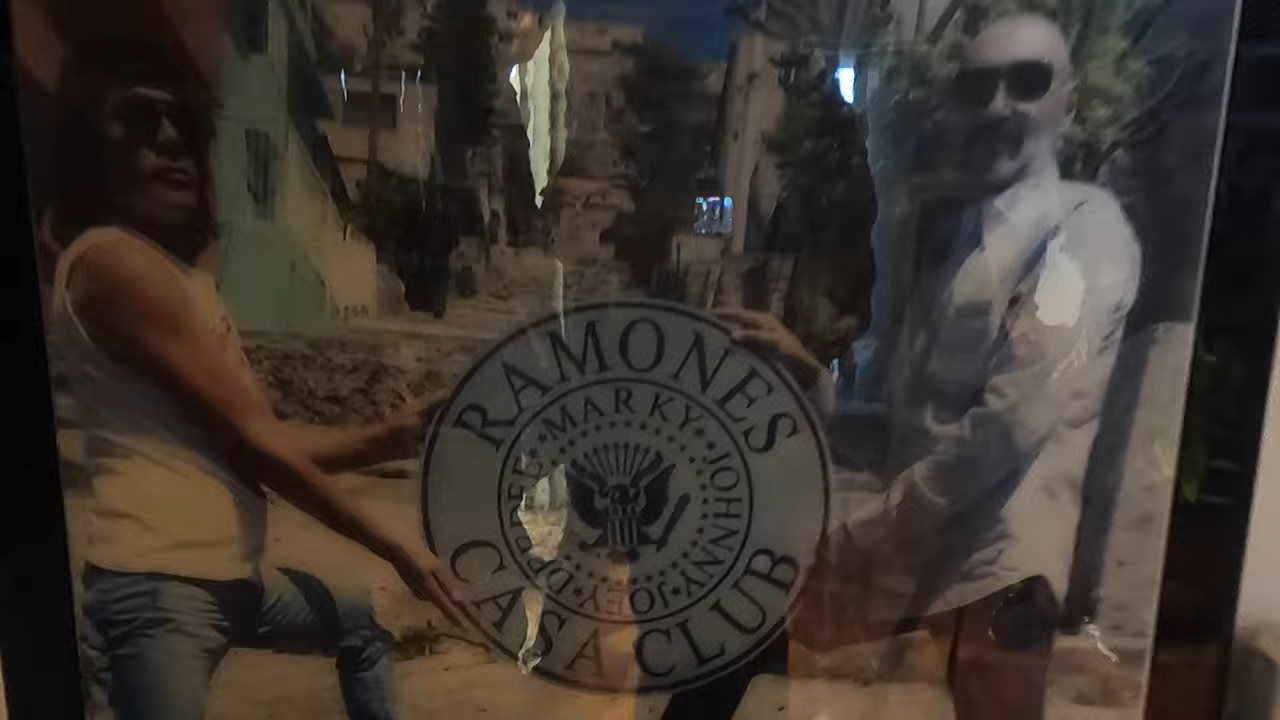 RAMONES
MARKY
JOHNNY
JOEY
DEE DEE
CASA CLUB